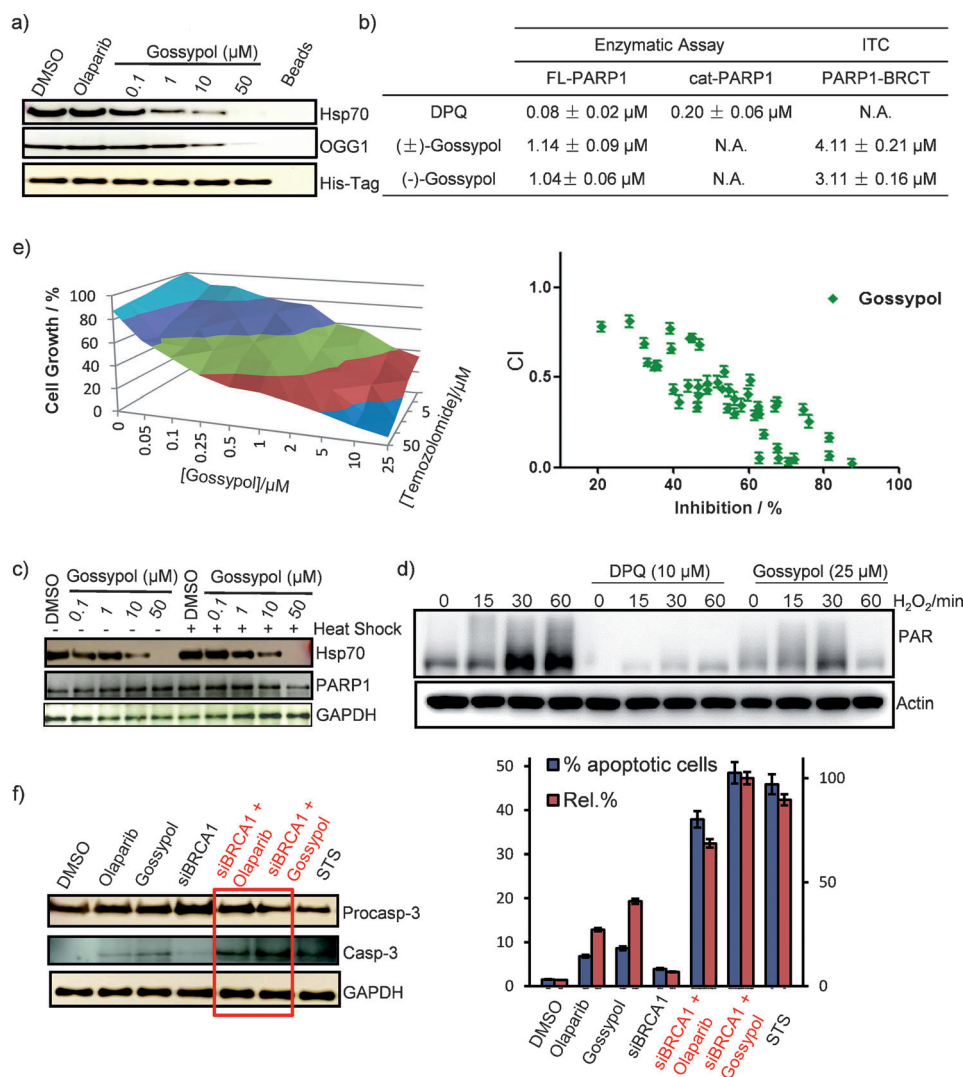 a)
Gossypol (µM)
DMSO
Olaparib
0.1
1
10
50
Beads
Hsp70
OGG1
His-Tag
b)
Enzymatic Assay ITC
FL-PARP1 cat-PARP1 PARP1-BRCT
DPQ 0.08 ± 0.02 µM 0.20 ± 0.06 µM N.A.
(±)-Gossypol 1.14 ± 0.09 µM N.A. 4.11 ± 0.21 µM
(-)-Gossypol 1.04± 0.06 µM N.A. 3.11 ± 0.16 µM
e)
Cell Growth / %
100
80
60
40
20
0
0 0.05 0.1 0.25 0.5 1 2 5 10 25
[Gossypol]/µM
5
50
[Temozolomide]/µM
CI
1.0
0.5
0.0
Gossypol
20 40 60 80 100
Inhibition / %
c)
DMSO
Gossypol (µM)
0.1
1
10
50
DMSO
Gossypol (µM)
0.1
1
10
50
- - - - - + + + + + Heat Shock
Hsp70
PARP1
GAPDH
d)
DPQ (10 µM) Gossypol (25 µM)
0 15 30 60 0 15 30 60 0 15 30 60 H₂O₂/min
PAR
Actin
f)
DMSO
Olaparib
Gossypol
siBRCA1
siBRCA1 +
Olaparib
siBRCA1 +
Gossypol
STS
Procasp-3
Casp-3
GAPDH
% apoptotic cells
Rel.%
50
40
30
20
10
0
100
50
0
DMSO
Olaparib
Gossypol
siBRCA1
siBRCA1 +
Olaparib
siBRCA1 +
Gossypol
STS